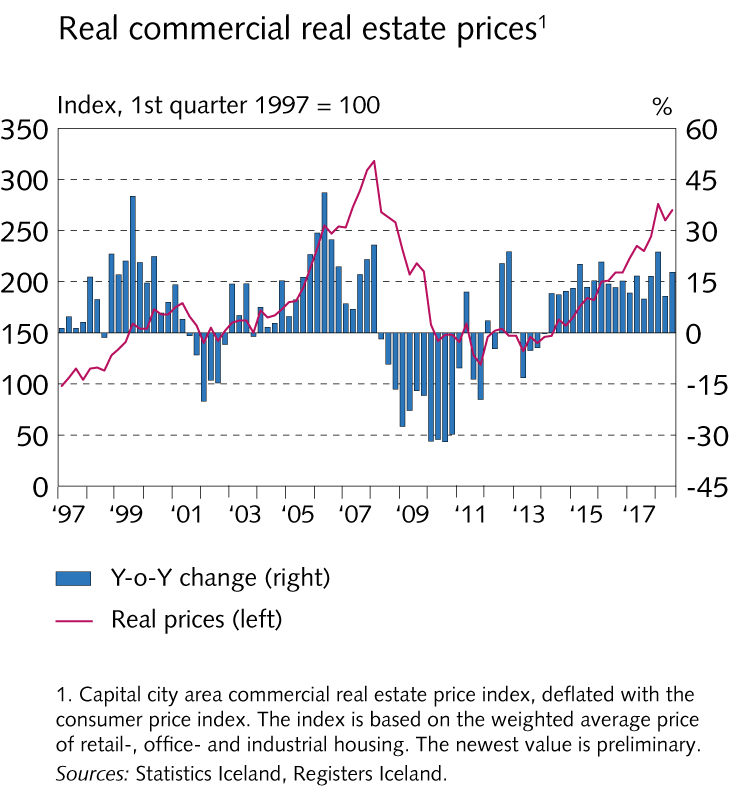 Real commercial real estate prices¹
Index, 1st quarter 1997 = 100 %
350 60
300 45
250 30
200 15
150 0
100 -15
50 -30
0 -45
‘97 ‘99 ‘01 ‘03 ‘05 ‘07 ‘09 ‘11 ‘13 ‘15 ‘17
Y-o-Y change (right)
Real prices (left)
1. Capital city area commercial real estate price index, deflated with the
consumer price index. The index is based on the weighted average price
of retail-, office- and industrial housing. The newest value is preliminary.
Sources: Statistics Iceland, Registers Iceland.